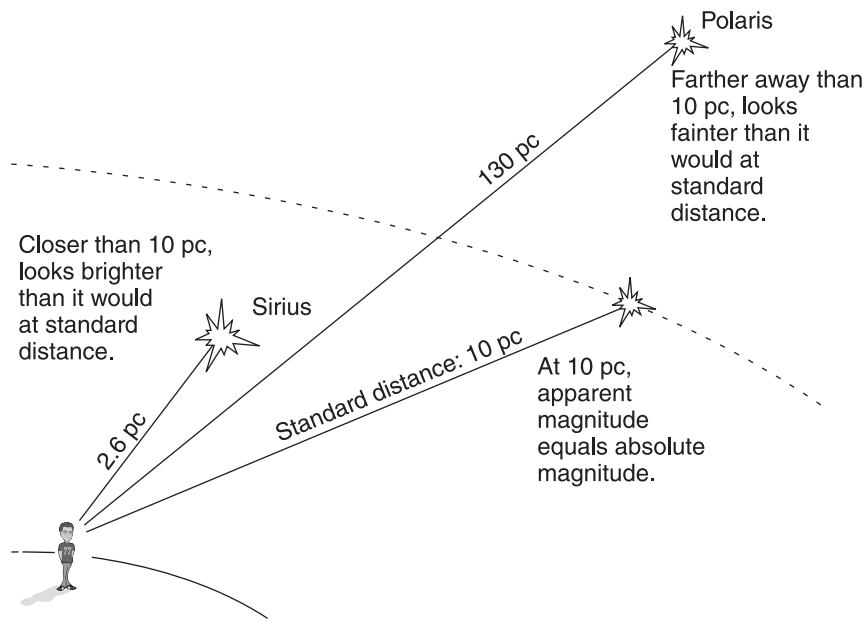 Polaris
Farther away than
10 pc, looks
fainter than it
would at
standard
distance.
130 pc
Closer than 10 pc,
looks brighter
than it would
at standard
distance.
Sirius
2.6 pc
Standard distance: 10 pc
At 10 pc,
apparent
magnitude
equals absolute
magnitude.